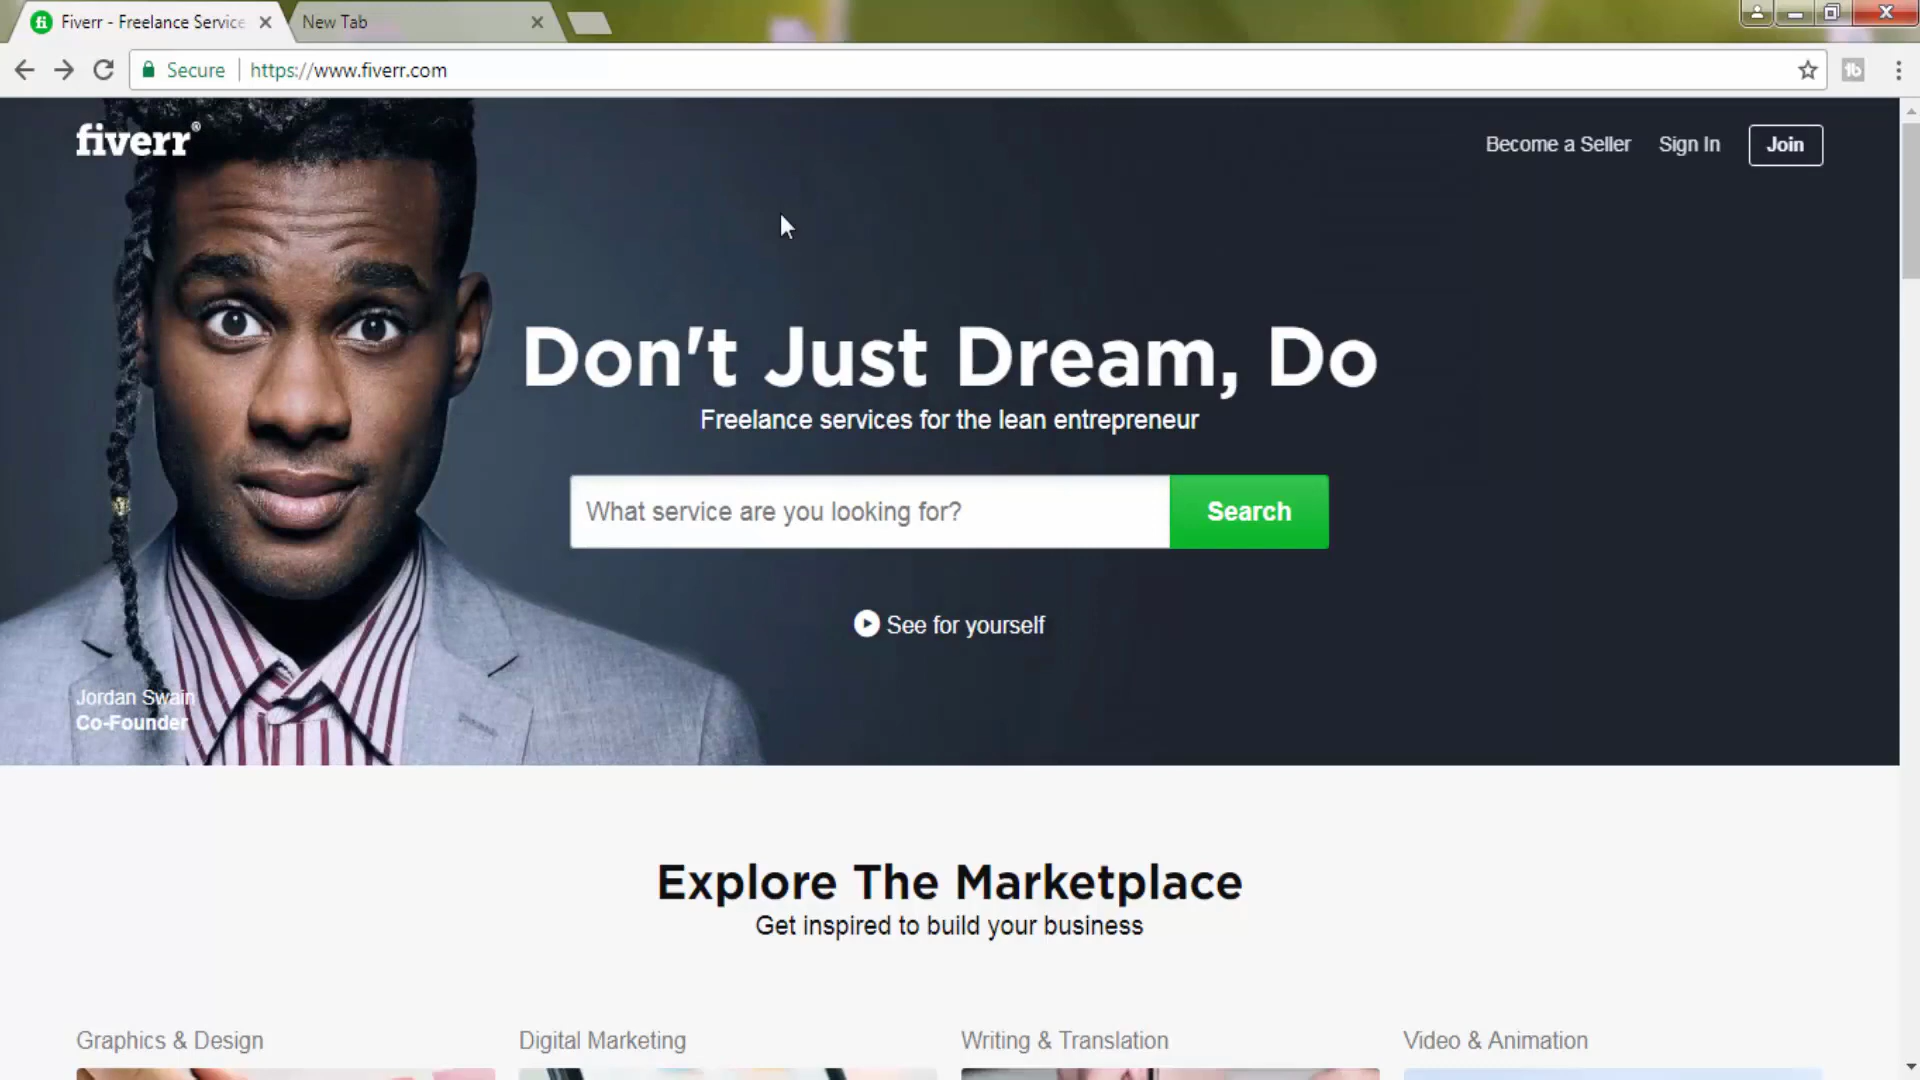 Fiverr - Freelance Service
New Tab
Secure
https://www.fiverr.com
fiverr®
Become a Seller
Sign In
Join
Don't Just Dream, Do
Freelance services for the lean entrepreneur
What service are you looking for?
Search
See for yourself
Jordan Swain
Co-Founder
Explore The Marketplace
Get inspired to build your business
Graphics & Design
Digital Marketing
Writing & Translation
Video & Animation